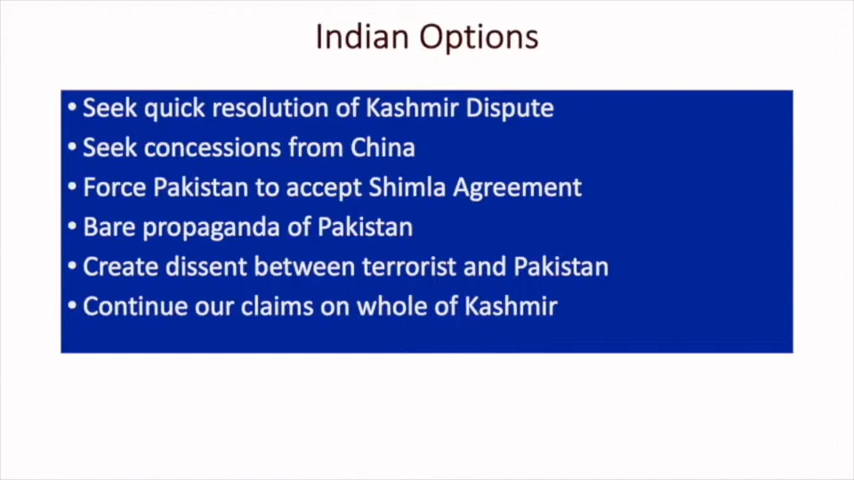 Indian Options
• Seek quick resolution of Kashmir Dispute
• Seek concessions from China
• Force Pakistan to accept Shimla Agreement
• Bare propaganda of Pakistan
• Create dissent between terrorist and Pakistan
• Continue our claims on whole of Kashmir